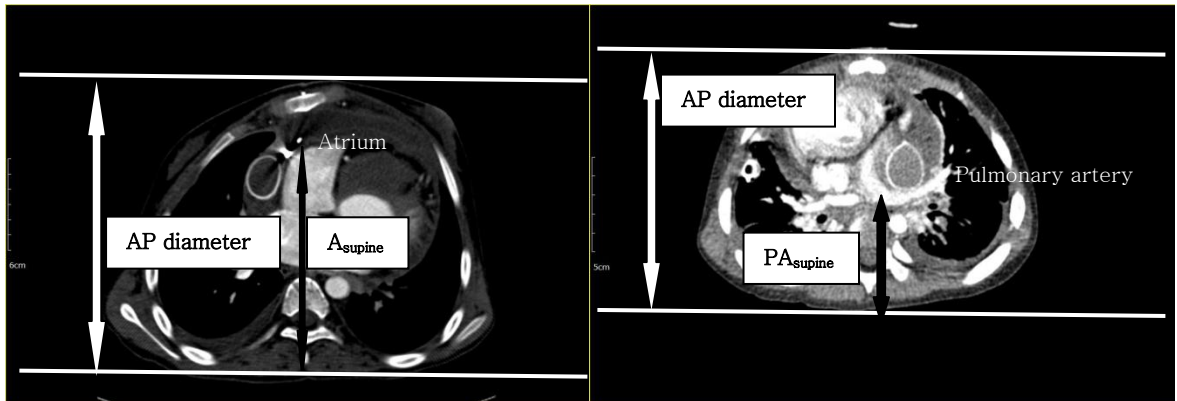 Atrium
AP diameter
Asupine
6cm
AP diameter
Pulmonary artery
PAsupine
5cm